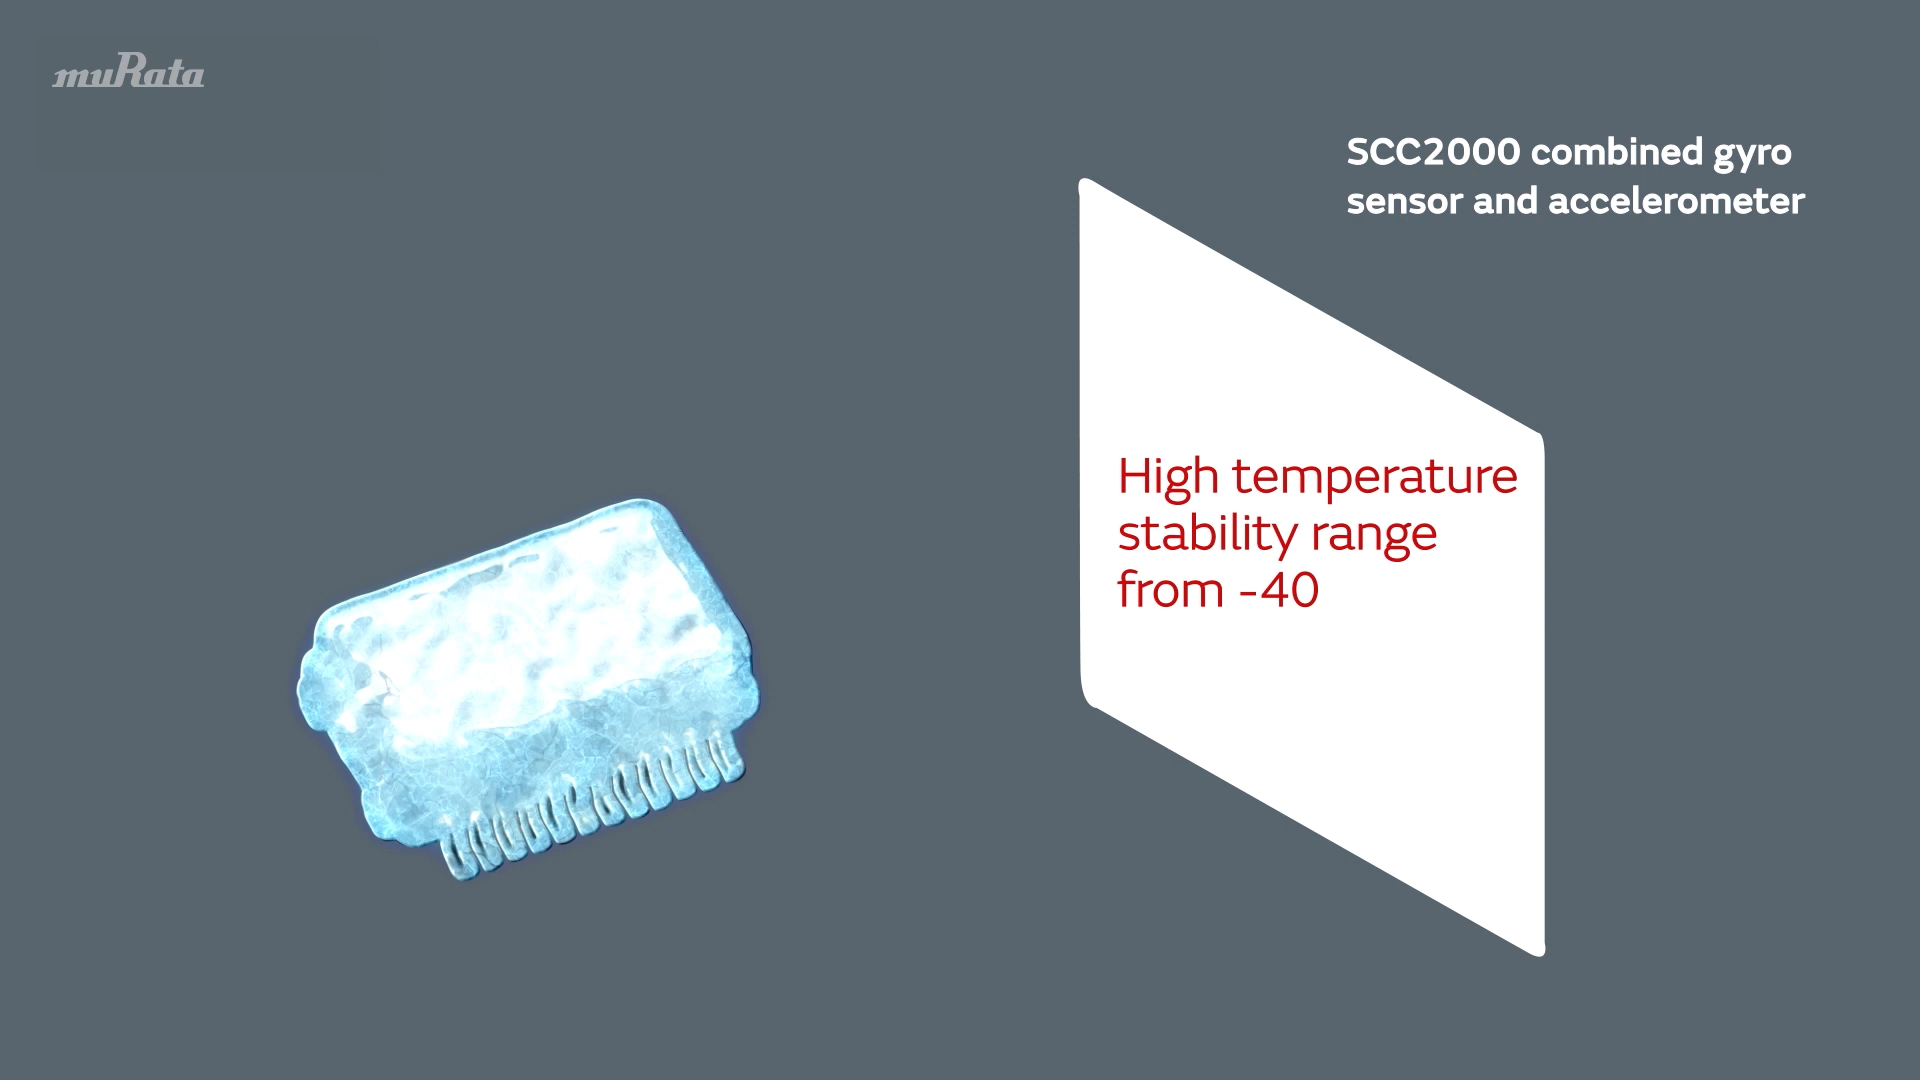 muRata
SCC2000 combined gyro
sensor and accelerometer
High temperature
stability range
from -40